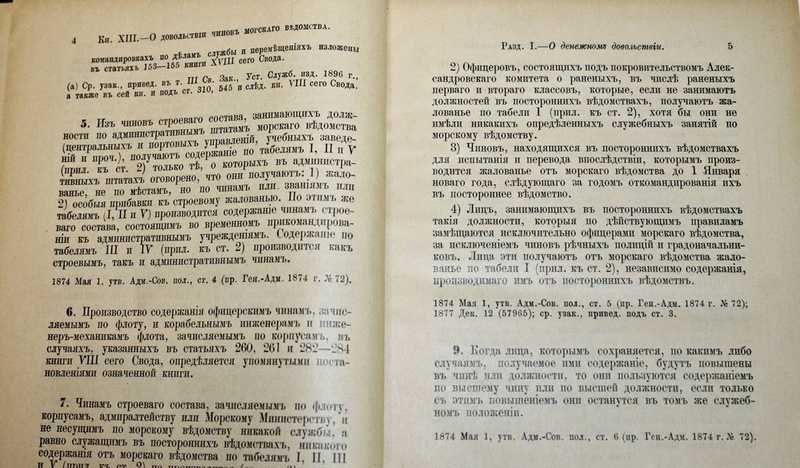 4 Кн. XIII.—О довольствіи чиновъ морскаго вѣдомства.
командировкахъ по дѣламъ службы и перемѣщеніяхъ изложены
въ статьяхъ 153—155 книги XVIII сего Свода.
(а) Ср. узак., привед. въ т. III Св. Зак., Уст. Служб. изд. 1896 г.,
а также въ сей кн. и подъ ст. 310, 545 и слѣд. кн. VIII сего Свода.
5. Изъ чиновъ строеваго состава, занимающихъ долж-
ности по административнымъ штатамъ морскаго вѣдомства
(центральныхъ и портовыхъ управленій, учебныхъ заведе-
ній и проч.), получаютъ содержаніе по табелямъ I, II и V
(прил. къ ст. 2) только тѣ, о которыхъ въ администра-
тивныхъ штатахъ оговорено, что они получаютъ: 1) жало-
ванье, не по мѣстамъ, но по чинамъ или званіямъ или
2) особыя прибавки къ строевому жалованью. По этимъ же
табелямъ (I, II и V) производится содержаніе чинамъ строе-
ваго состава, состоящимъ во временномъ прикомандирова-
ніи къ административнымъ учрежденіямъ. Содержаніе по
табелямъ III и IV (прил. къ ст. 2) производится какъ
строевымъ, такъ и административнымъ чинамъ.
1874 Мая 1, утв. Адм.-Сов. пол., ст. 4 (пр. Ген.-Адм. 1874 г. № 72).
6. Производство содержанія офицерскимъ чинамъ, зачис-
ляемымъ по флоту, и корабельнымъ инженерамъ и инже-
неръ-механикамъ флота, зачисляемымъ по корпусамъ, въ
случаяхъ, указанныхъ въ статьяхъ 260, 261 и 282—284
книги VIII сего Свода, опредѣляется упомянутыми поста-
новленіями означенной книги.
7. Чинамъ строеваго состава, зачисляемымъ по флоту,
корпусамъ, адмиралтейству или Морскому Министерству, и
не несущимъ по морскому вѣдомству никакой службы, а
равно служащимъ въ постороннихъ вѣдомствахъ, никакого
содержанія отъ морскаго вѣдомства по табелямъ I, II, III
и V (прил. къ ст. 2)
Разд. I.—О денежномъ довольствіи. 5
2) Офицеровъ, состоящихъ подъ покровительствомъ Алек-
сандровскаго комитета о раненыхъ, въ числѣ раненыхъ
перваго и втораго классовъ, которые, если не занимаютъ
должностей въ постороннихъ вѣдомствахъ, получаютъ жа-
лованье по табели I (прил. къ ст. 2), хотя бы они не
имѣли никакихъ опредѣленныхъ служебныхъ занятій по
морскому вѣдомству.
3) Чиновъ, находящихся въ постороннихъ вѣдомствахъ
для испытанія и перевода впослѣдствіи, которымъ произ-
водится жалованье отъ морскаго вѣдомства до 1 Января
новаго года, слѣдующаго за годомъ откомандированія ихъ
въ постороннее вѣдомство.
4) Лицъ, занимающихъ въ постороннихъ вѣдомствахъ
такія должности, которыя по дѣйствующимъ правиламъ
замѣщаются исключительно офицерами морскаго вѣдомства,
за исключеніемъ чиновъ рѣчныхъ полицій и градоначальни-
ковъ. Лица эти получаютъ отъ морскаго вѣдомства жало-
ванье по табели I (прил. къ ст. 2), независимо содержанія,
производимаго имъ отъ постороннихъ вѣдомствъ.
1874 Мая 1, утв. Адм.-Сов. пол., ст. 5 (пр. Ген.-Адм. 1874 г. № 72);
1877 Дек. 12 (57965); ср. узак., привед. подъ ст. 3.
9. Когда лица, которымъ сохраняется, по какимъ либо
случаямъ, получаемое ими содержаніе, будутъ повышены
въ чинѣ или должности, то они пользуются содержаніемъ
по высшему чину или по высшей должности, если только
съ этимъ повышеніемъ они останутся въ томъ же служеб-
номъ положеніи.
1874 Мая 1, утв. Адм.-Сов. пол., ст. 6 (пр. Ген.-Адм. 1874 г. № 72).